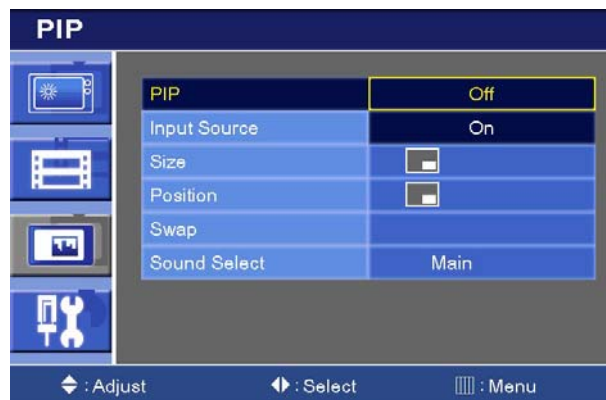 PIP
PIP Off
Input Source On
Size
Position
Swap
Sound Select Main
: Adjust : Select : Menu